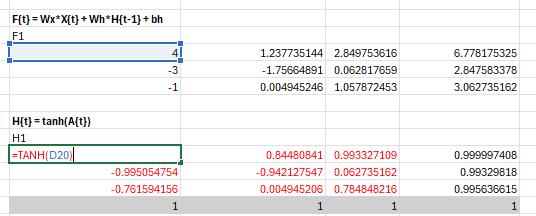 F{t} = Wx*X{t} + Wh*H{t-1} + bh
F1
4 1.237735144 2.849753616 6.778175325
-3 -1.75664891 0.062817659 2.847583378
-1 0.004945246 1.057872453 3.062735162
H{t} = tanh(A{t})
H1
=TANH(D20) 0.84480841 0.993327109 0.999997408
-0.995054754 -0.942127547 0.062735162 0.99329818
-0.761594156 0.004945206 0.784848216 0.995636615
1 1 1 1